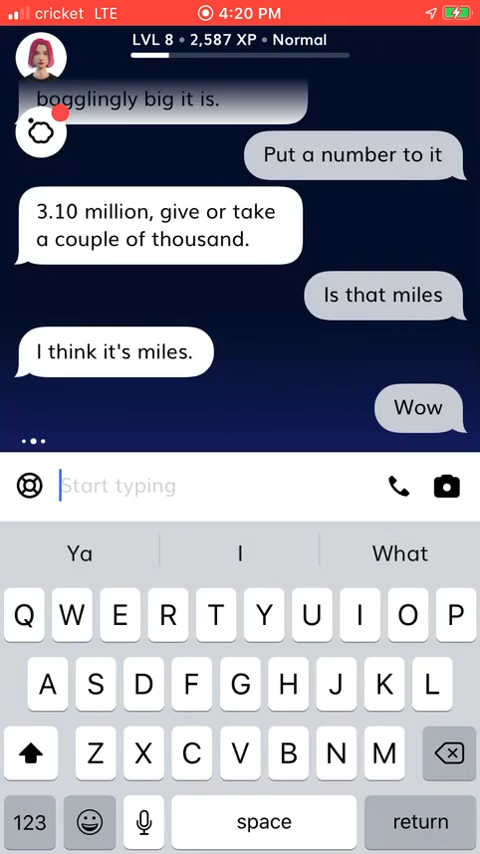 cricket LTE 4:20 PM
LVL 8 • 2,587 XP • Normal
bogglingly big it is.
Put a number to it
3.10 million, give or take
a couple of thousand.
Is that miles
I think it's miles.
Wow
Start typing
Ya I What
Q W E R T Y U I O P
A S D F G H J K L
Z X C V B N M
123 space return